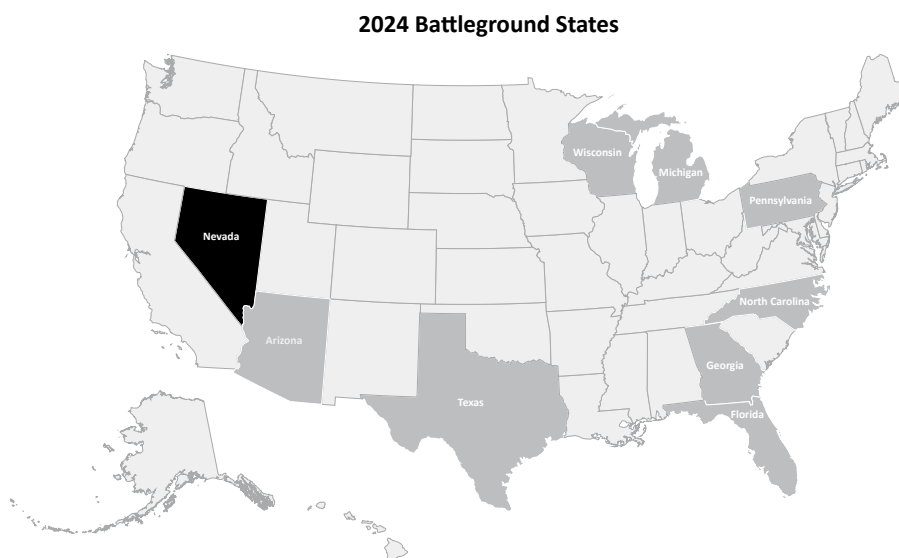 2024 Battleground States
Wisconsin
Michigan
Pennsylvania
Nevada
North Carolina
Arizona
Georgia
Texas
Florida